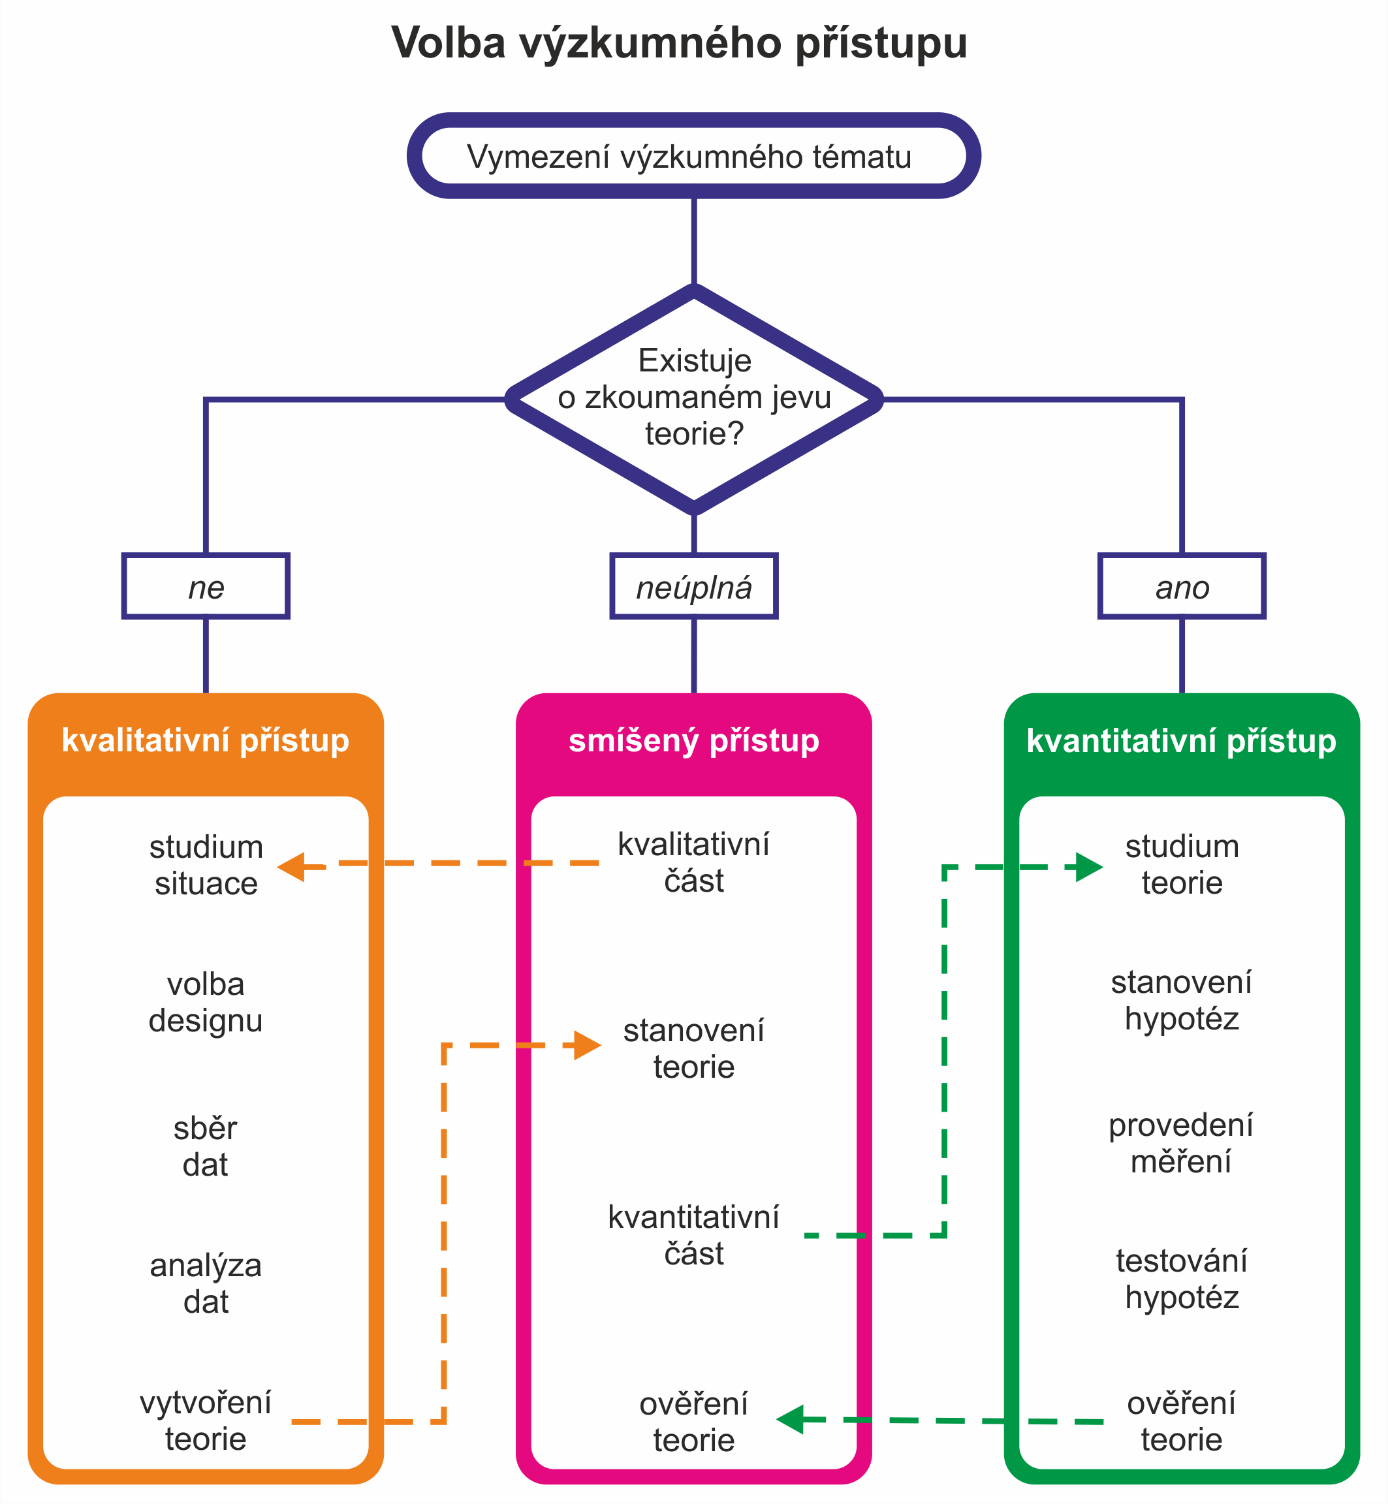 Volba výzkumného přístupu
Vymezení výzkumného tématu
Existuje
o zkoumaném jevu
teorie?
ne
neúplná
ano
kvalitativní přístup
studium
situace
volba
designu
sběr
dat
analýza
dat
vytvoření
teorie
smíšený přístup
kvalitativní
část
stanovení
teorie
kvantitativní
část
ověření
teorie
kvantitativní přístup
studium
teorie
stanovení
hypotéz
provedení
měření
testování
hypotéz
ověření
teorie